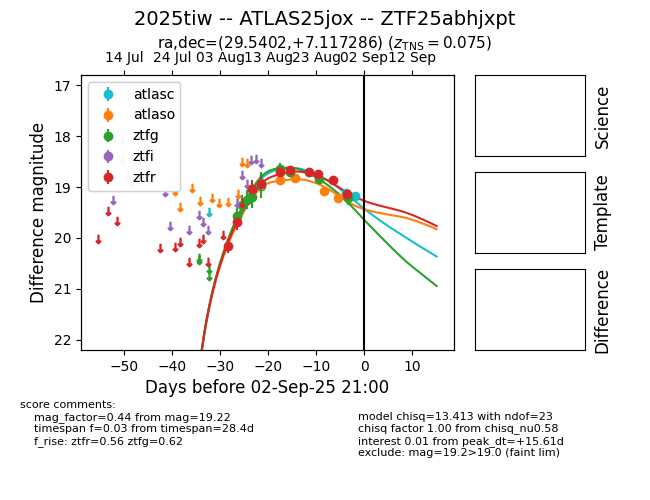 2025tiw -- ATLAS25jox -- ZTF25abhjxpt
ra,dec=(29.5402,+7.117286) (zTNS = 0.075)
14 Jul 24 Jul 03 Aug 13 Aug 23 Aug 02 Sep 12 Sep
atlasc
atlaso
ztfg
ztfi
ztfr
Difference magnitude
17
18
19
20
21
22
−50 −40 −30 −20 −10 0 10
Days before 02-Sep-25 21:00
Science
Template
Difference
score comments:
mag_factor=0.44 from mag=19.22
timespan f=0.03 from timespan=28.4d
f_rise: ztfr=0.56 ztfg=0.62
model chisq=13.413 with ndof=23
chisq factor 1.00 from chisq_nu0.58
interest 0.01 from peak_dt=+15.61d
exclude: mag=19.2>19.0 (faint lim)